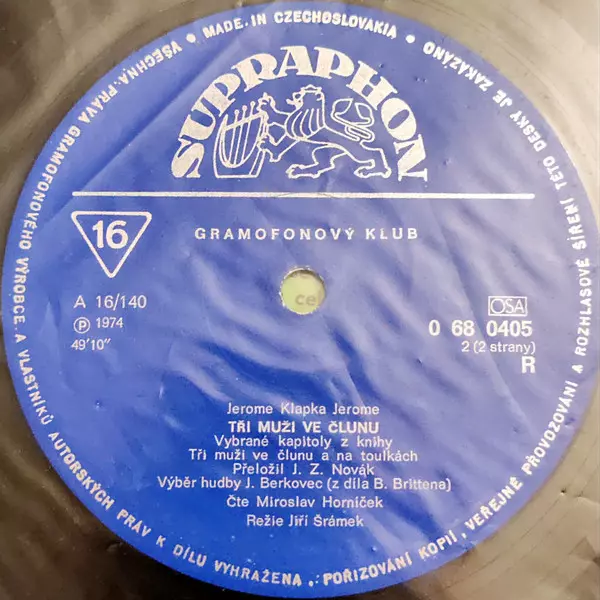 VŠECHNA PRÁVA GRAMOFONOVÉHO VÝROBCE A VLASTNÍKŮ AUTORSKÝCH PRÁV K DÍLU VYHRAŽENA .: POŘIZOVÁNÍ KOPIÍ, VEŘEJNÉ PROVOZOVÁNÍ A ROZHLASOVÉ ŠÍŘENÍ TÉTO DESKY JE ZAKÁZÁNO • MADE IN CZECHOSLOVAKIA •
SUPRAPHON
16
GRAMOFONOVÝ KLUB
A 16/140
Ⓟ 1974
49'10"
OSA
0 68 0405
2 (2 strany)
R
ce
Jerome Klapka Jerome
TŘI MUŽI VE ČLUNU
Vybrané kapitoly z knihy
Tři muži ve člunu a na toulkách
Přeložil J. Z. Novák
Výběr hudby J. Berkovec (z díla B. Brittena)
Čte Miroslav Horníček
Režie Jiří Šrámek